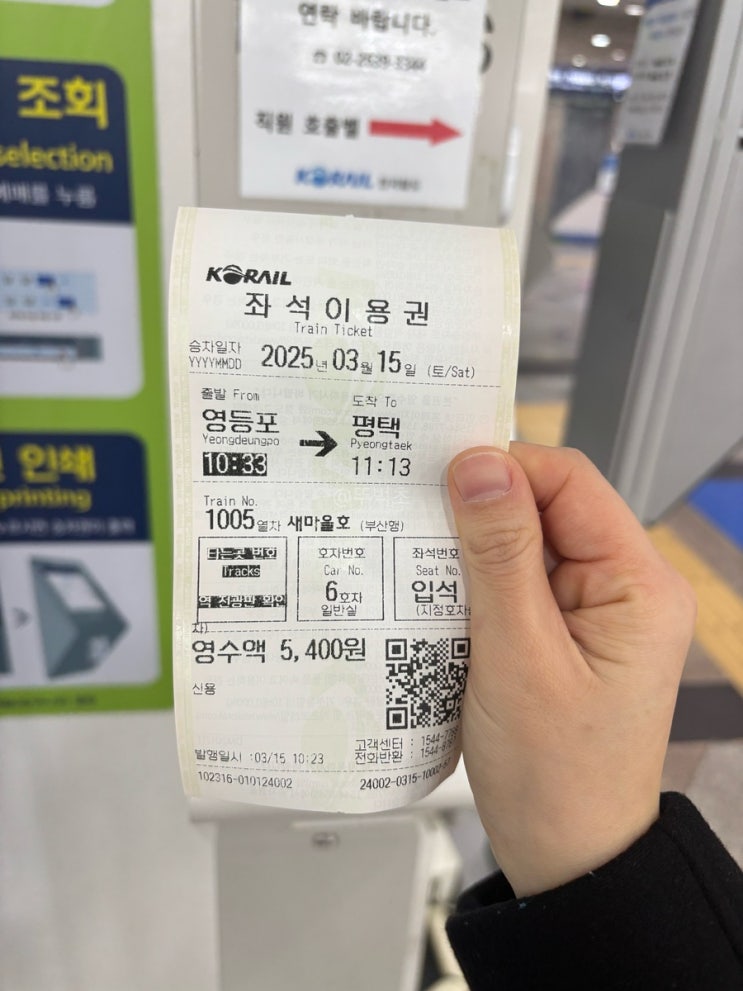 연락 바랍니다.
직원 호출벨
KORAIL
조회
selection
인쇄
printing
KORAIL
좌석이용권
Train Ticket
승차일자
YYYYMMDD
2025년 03월 15일 (토/Sat)
출발 From
도착 To
영등포 → 평택
Yeongdeungpo
Pyeongtaek
10:33
11:13
Train No.
1005열차 새마을호 (부산행)
타는곳 번호
Tracks
역 전광판 확인
호차번호
Car No.
6호차
일반실
좌석번호
Seat No.
입석
(지정호차
자)
영수액 5,400원
신용
고객센터 : 1544-
전화반환 : 1544-
발행일시 :03/15 10:23
102316-010124002
24002-0315-10002-